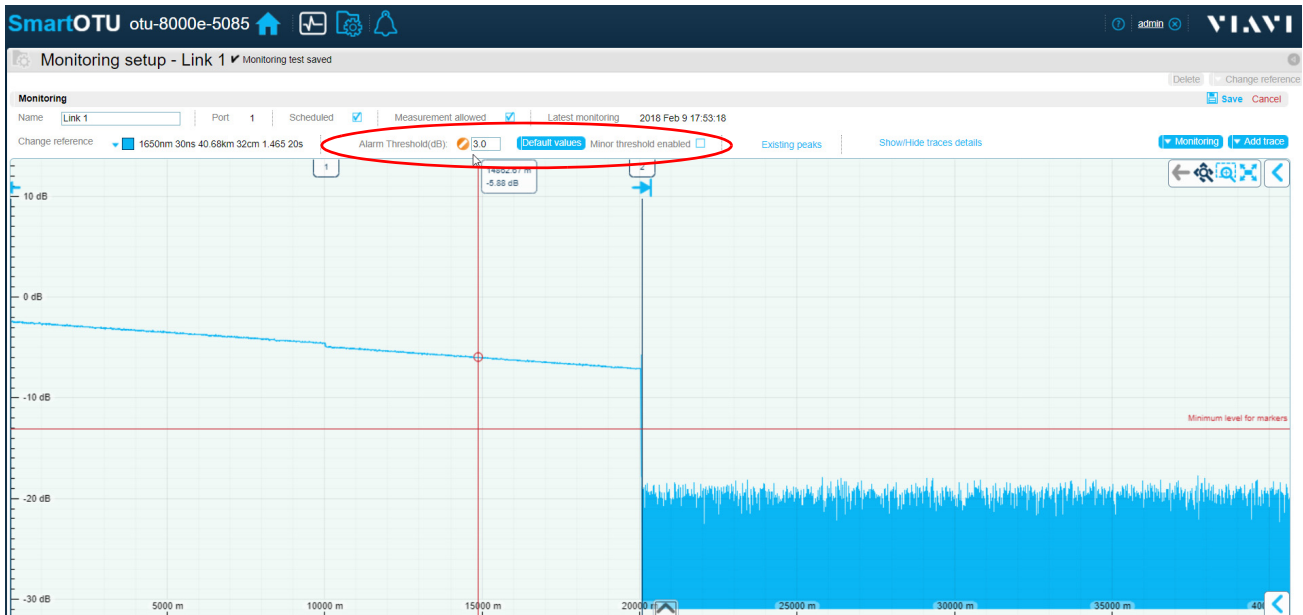 SmartOTU otu-8000e-5085 admin VIAVI
Monitoring setup - Link 1 ✔ Monitoring test saved
Delete Change reference
Monitoring Save Cancel
Name Link 1 Port 1 Scheduled Measurement allowed Latest monitoring 2018 Feb 9 17:53:18
Change reference 1650nm 30ns 40.68km 32cm 1.465 20s Alarm Threshold(dB): 3.0 Default values Minor threshold enabled Existing peaks Show/Hide traces details Monitoring Add trace
1 14862.67 m 2
-5.88 dB
10 dB
0 dB
-10 dB
Minimum level for markers
-20 dB
-30 dB
5000 m 10000 m 15000 m 20000 m 25000 m 30000 m 35000 m